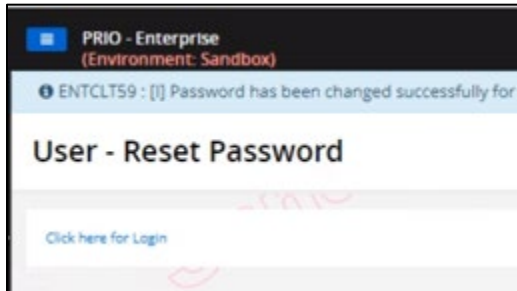 PRIO - Enterprise
(Environment: Sandbox)
ENTCLT59 : [I] Password has been changed successfully for
User - Reset Password
Click here for Login